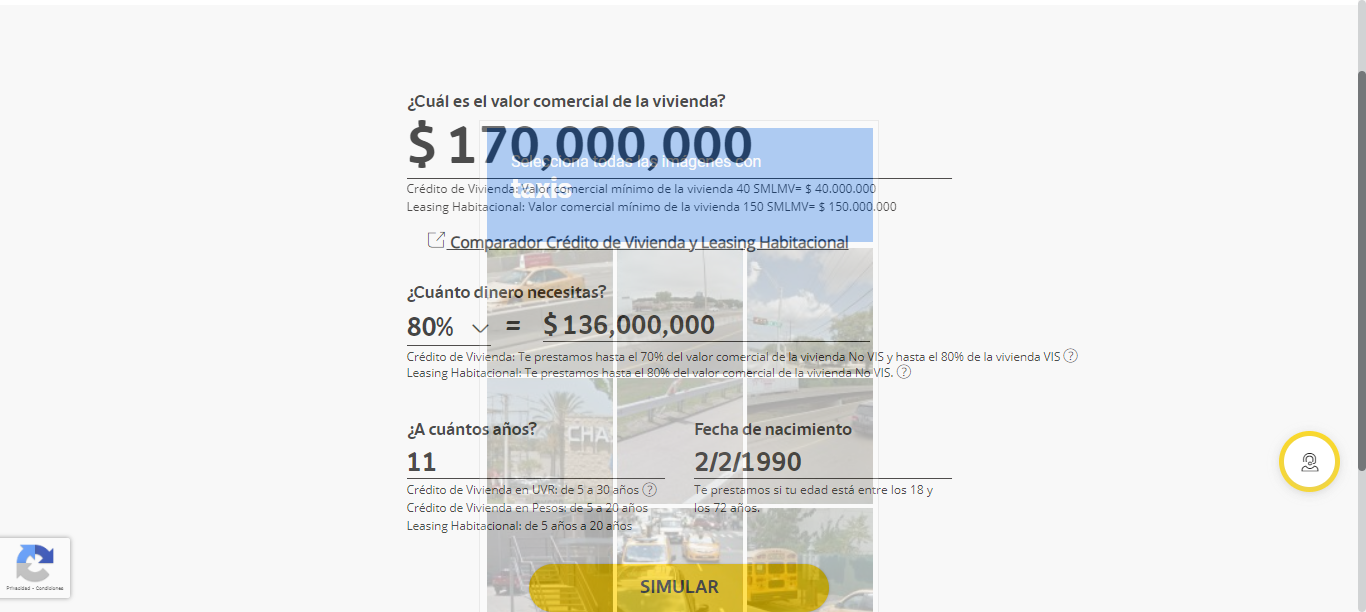 ¿Cuál es el valor comercial de la vivienda?
$ 170,000,000
Selecciona todas las imágenes con
taxis
Crédito de Vivienda: Valor comercial mínimo de la vivienda 40 SMLMV= $ 40.000.000
Leasing Habitacional: Valor comercial mínimo de la vivienda 150 SMLMV= $ 150.000.000
Comparador Crédito de Vivienda y Leasing Habitacional
¿Cuánto dinero necesitas?
80% = $ 136,000,000
Crédito de Vivienda: Te prestamos hasta el 70% del valor comercial de la vivienda No VIS y hasta el 80% de la vivienda VIS ?
Leasing Habitacional: Te prestamos hasta el 80% del valor comercial de la vivienda No VIS. ?
CHAS
¿A cuántos años?
11
Crédito de Vivienda en UVR: de 5 a 30 años ?
Crédito de Vivienda en Pesos: de 5 a 20 años
Leasing Habitacional: de 5 años a 20 años
Fecha de nacimiento
2/2/1990
Te prestamos si tu edad está entre los 18 y
los 72 años.
SIMULAR
Privacidad - Condiciones